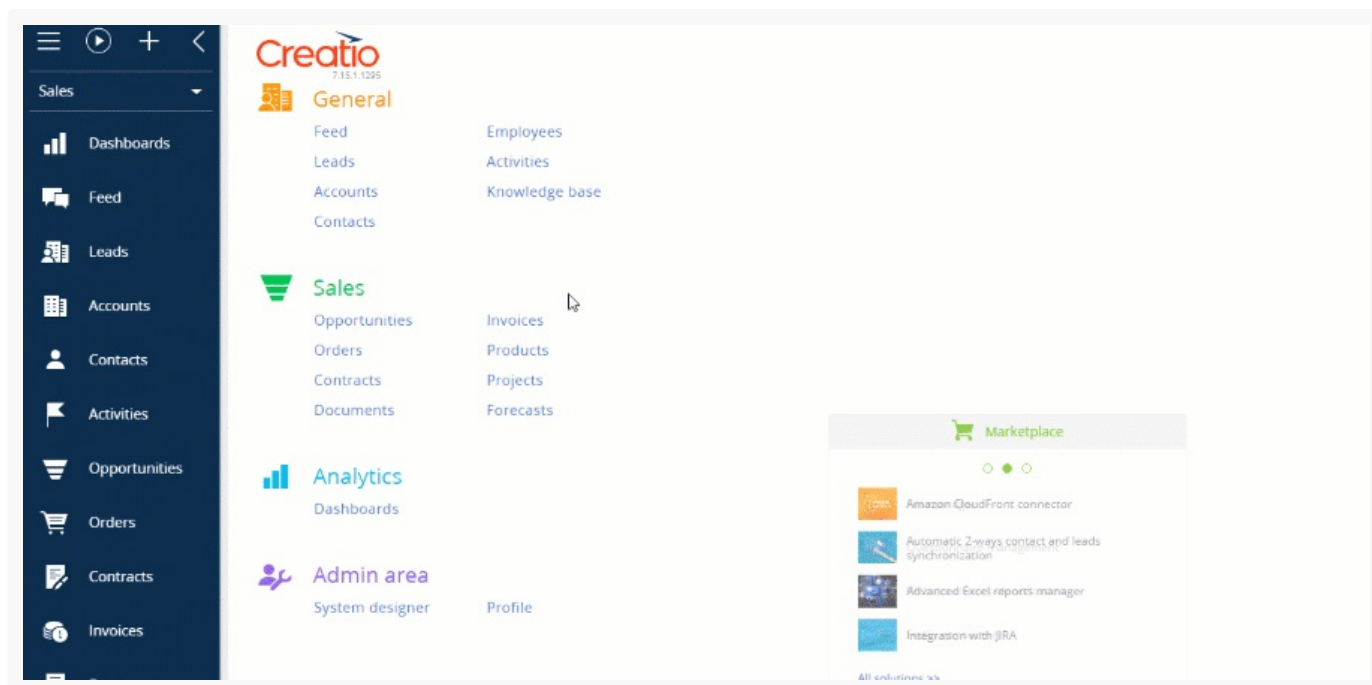 Sales
Dashboards
Feed
Leads
Accounts
Contacts
Activities
Opportunities
Orders
Contracts
Invoices
Creatio
7.15.1.1295
General
Feed Employees
Leads Activities
Accounts Knowledge base
Contacts
Sales
Opportunities Invoices
Orders Products
Contracts Projects
Documents Forecasts
Analytics
Dashboards
Admin area
System designer Profile
Marketplace
Amazon CloudFront connector
Automatic 2-ways contact and leads
synchronization
Advanced Excel reports manager
Integration with JIRA
All solutions >>